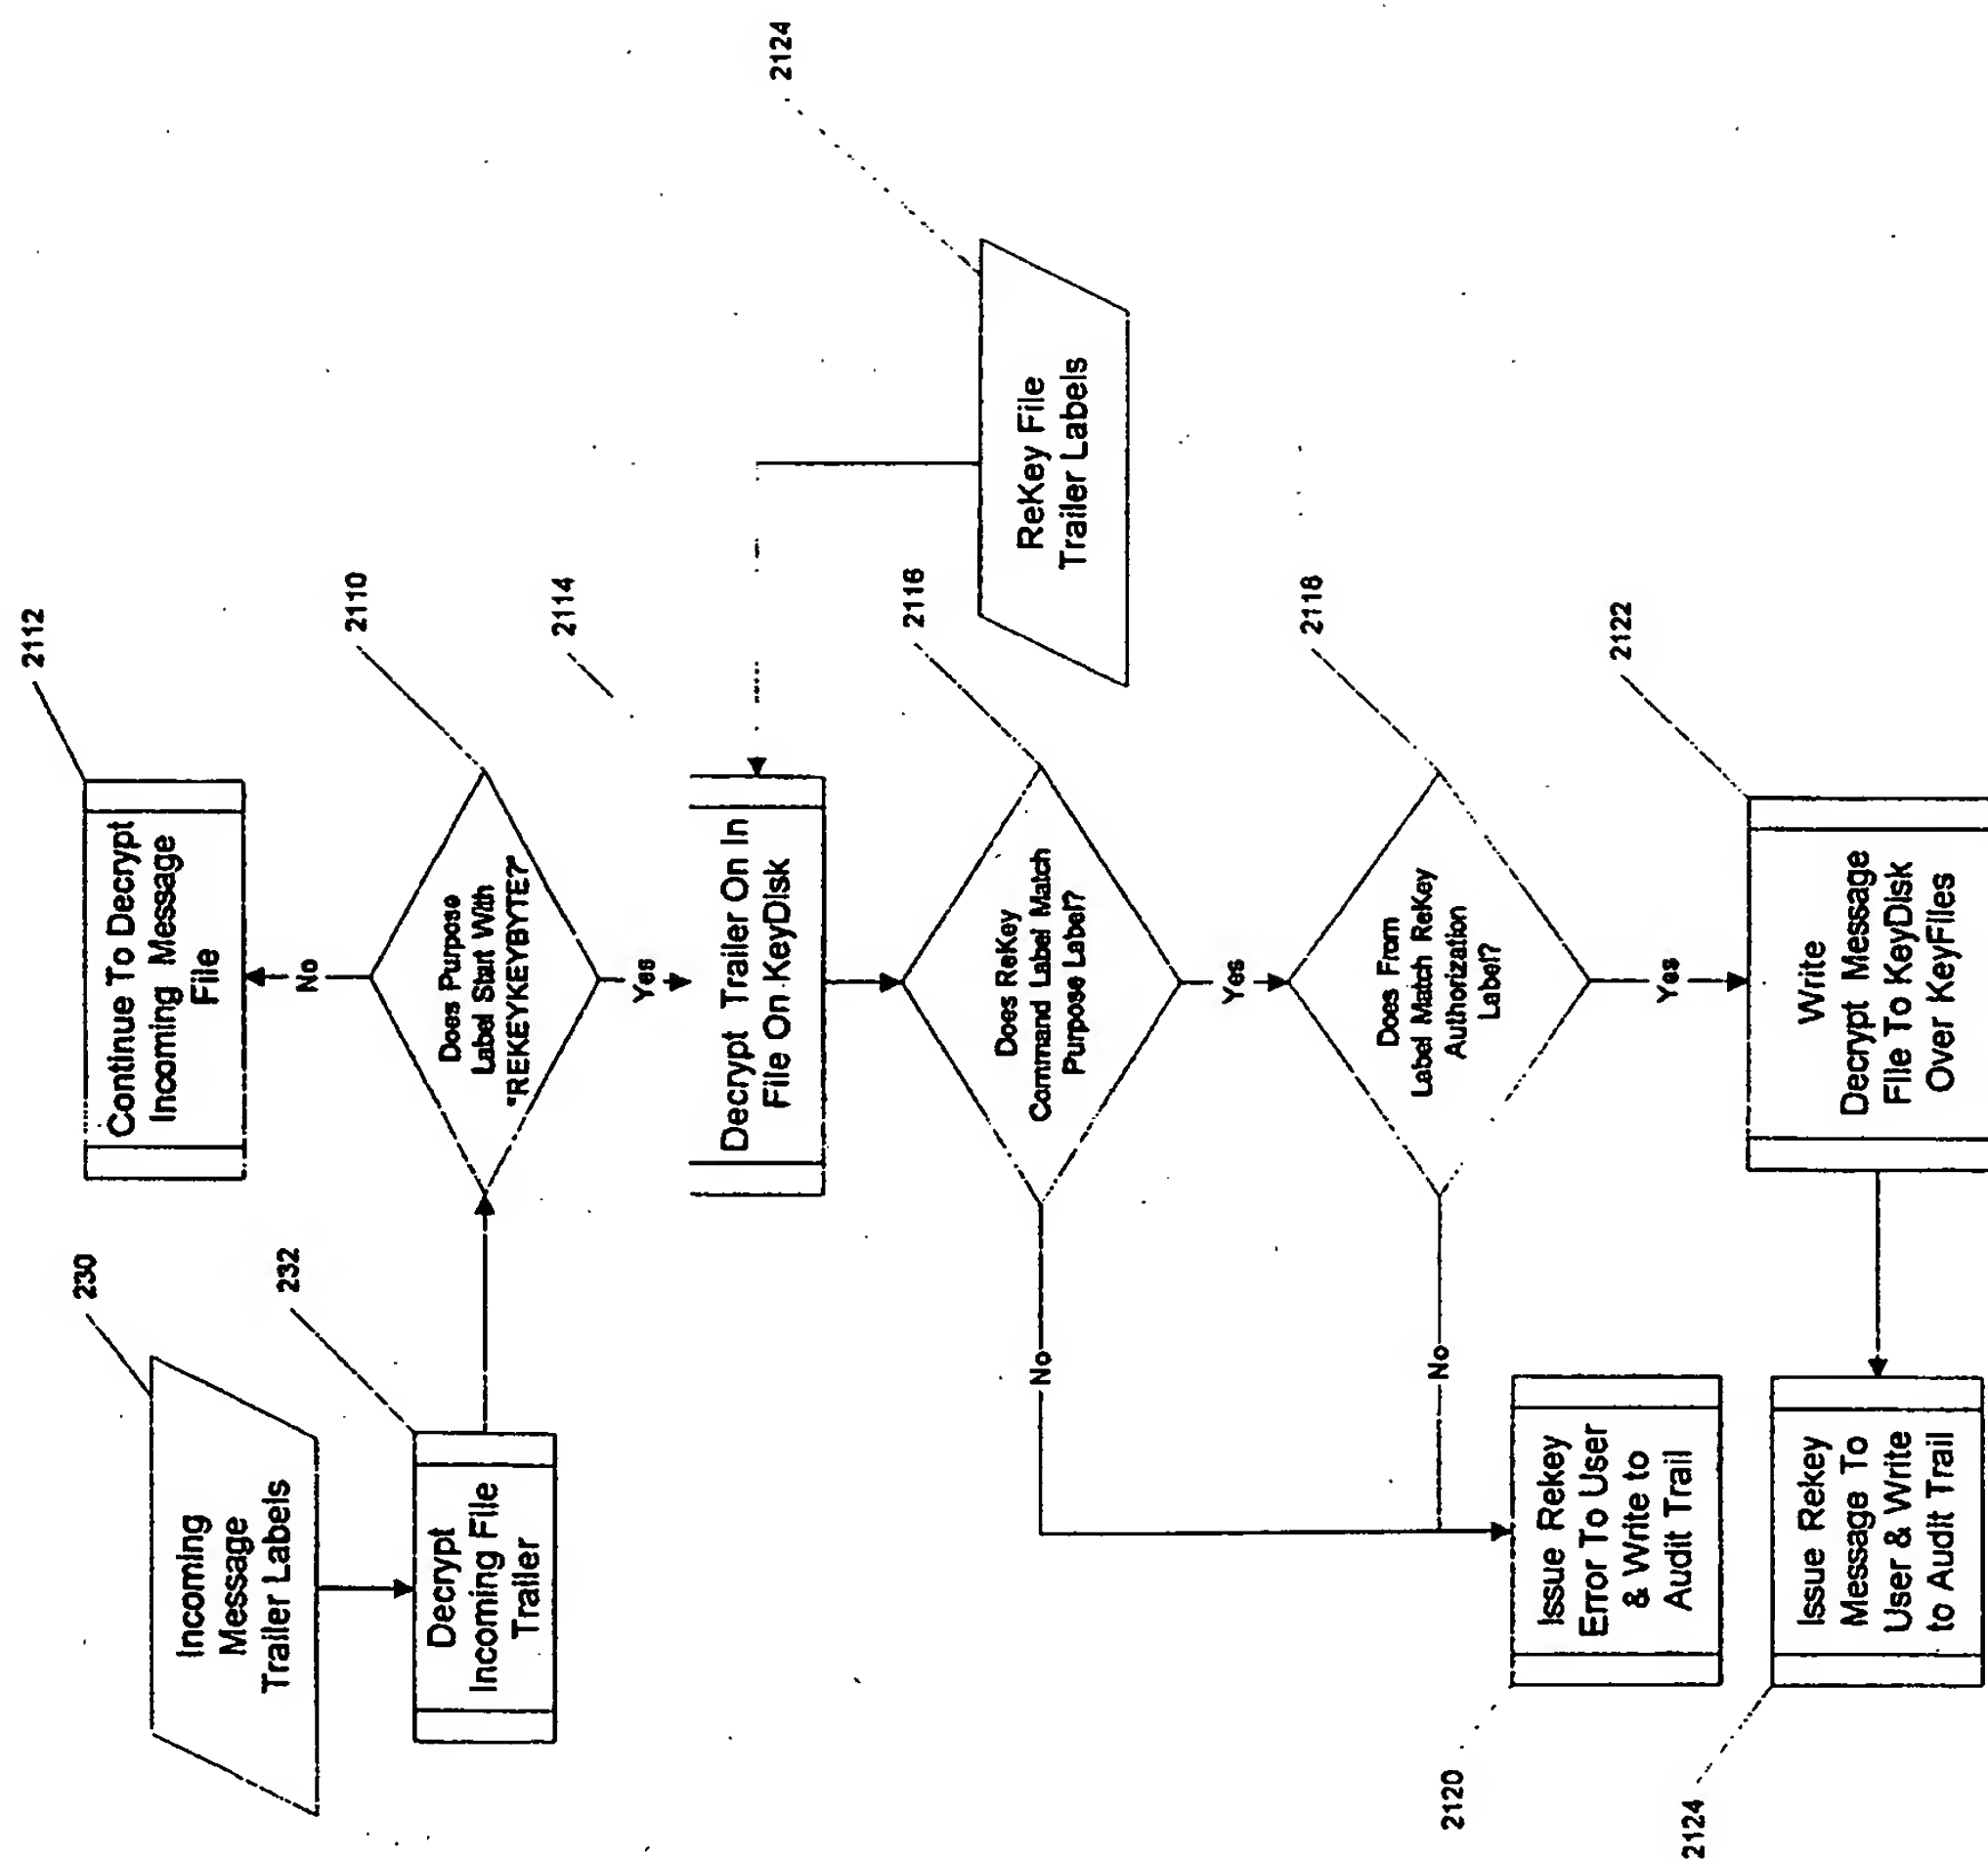 230
Incoming
Message
Trailer Labels
232
Decrypt
Incoming File
Trailer
2112
Continue To Decrypt
Incoming Message
File
No
2110
Does Purpose
Label Start With
"REKEYKEYBYTE?"
Yes
2114
Decrypt Trailer On In
File On KeyDisk
2124
ReKey File
Trailer Labels
2116
Does ReKey
Command Label Match
Purpose Label?
No
Yes
2118
Does From
Label Match ReKey
Authorization
Label?
No
Yes
2120
Issue Rekey
Error To User
& Write to
Audit Trail
2122
Write
Decrypt Message
File To KeyDisk
Over KeyFiles
2124
Issue Rekey
Message To
User & Write
to Audit Trail